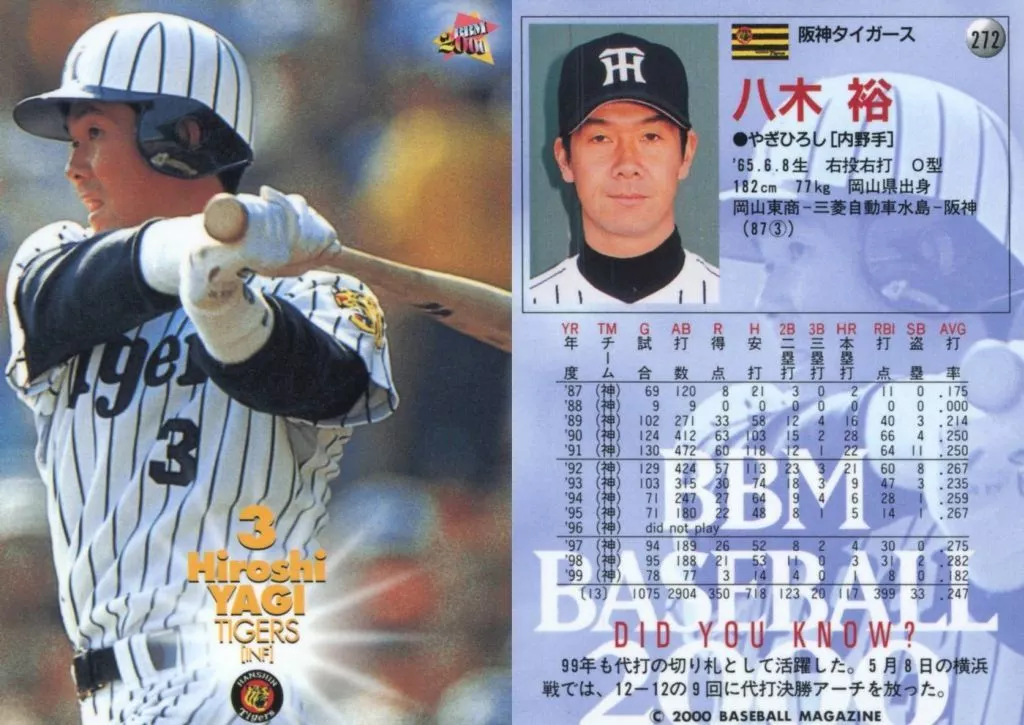 BBM
2000
Tigers
3
3
Hiroshi
YAGI
TIGERS
[INF]
HANSHIN
Tigers
阪神タイガース
272
八木 裕
●やぎひろし[内野手]
'65.6.8生 右投右打 O型
182cm 77kg 岡山県出身
岡山東商−三菱自動車水島−阪神
(87③)
YR TM G AB R H 2B 3B HR RBI SB AVG
年度 チーム 試合 打数 得点 安打 二塁打 三塁打 本塁打 打点 盗塁 打率
'87 (神) 69 120 8 21 3 0 2 11 0 .175
'88 (神) 9 9 0 0 0 0 0 0 0 .000
'89 (神) 102 271 33 58 12 4 16 40 3 .214
'90 (神) 124 412 63 103 15 2 28 66 4 .250
'91 (神) 130 472 60 118 12 1 22 64 11 .250
'92 (神) 129 424 57 113 23 3 21 60 8 .267
'93 (神) 103 315 30 74 18 3 9 47 3 .235
'94 (神) 71 247 27 64 9 4 6 28 1 .259
'95 (神) 71 180 22 48 8 1 5 14 1 .267
'96 (神) did not play
'97 (神) 94 189 26 52 8 2 4 30 0 .275
'98 (神) 95 188 21 53 11 0 3 31 2 .282
'99 (神) 78 77 3 14 4 0 1 8 0 .182
(13) 1075 2904 350 718 123 20 117 399 33 .247
BBM
BASEBALL
2000
DID YOU KNOW?
99年も代打の切り札として活躍した。5月8日の横浜
戦では、12−12の9回に代打決勝アーチを放った。
© 2000 BASEBALL MAGAZINE